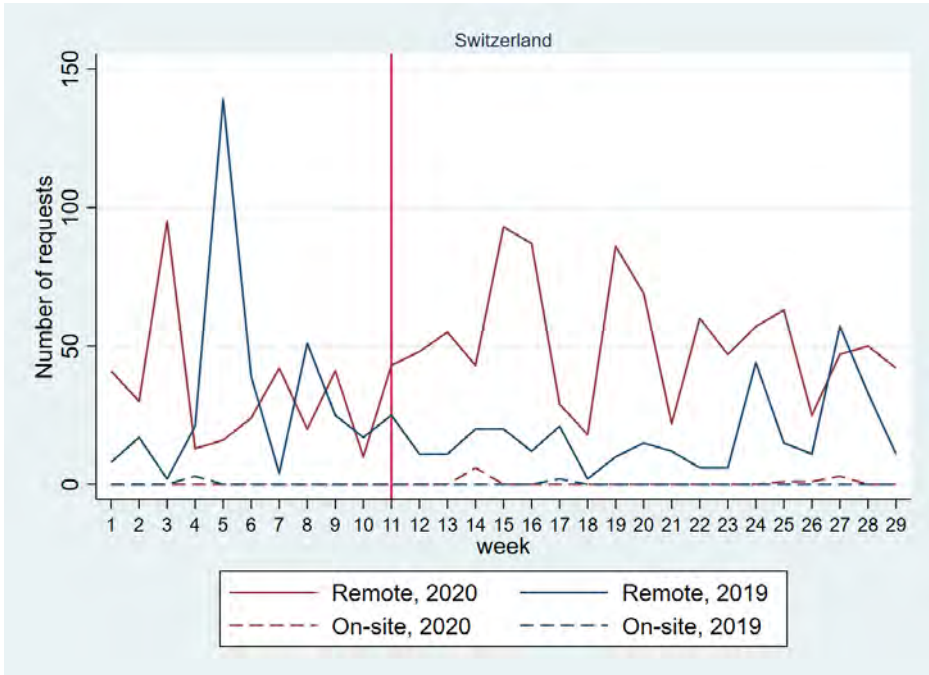 Switzerland
Number of requests
150
100
50
0
1 2 3 4 5 6 7 8 9 10 11 12 13 14 15 16 17 18 19 20 21 22 23 24 25 26 27 28 29
week
Remote, 2020 Remote, 2019
On-site, 2020 On-site, 2019